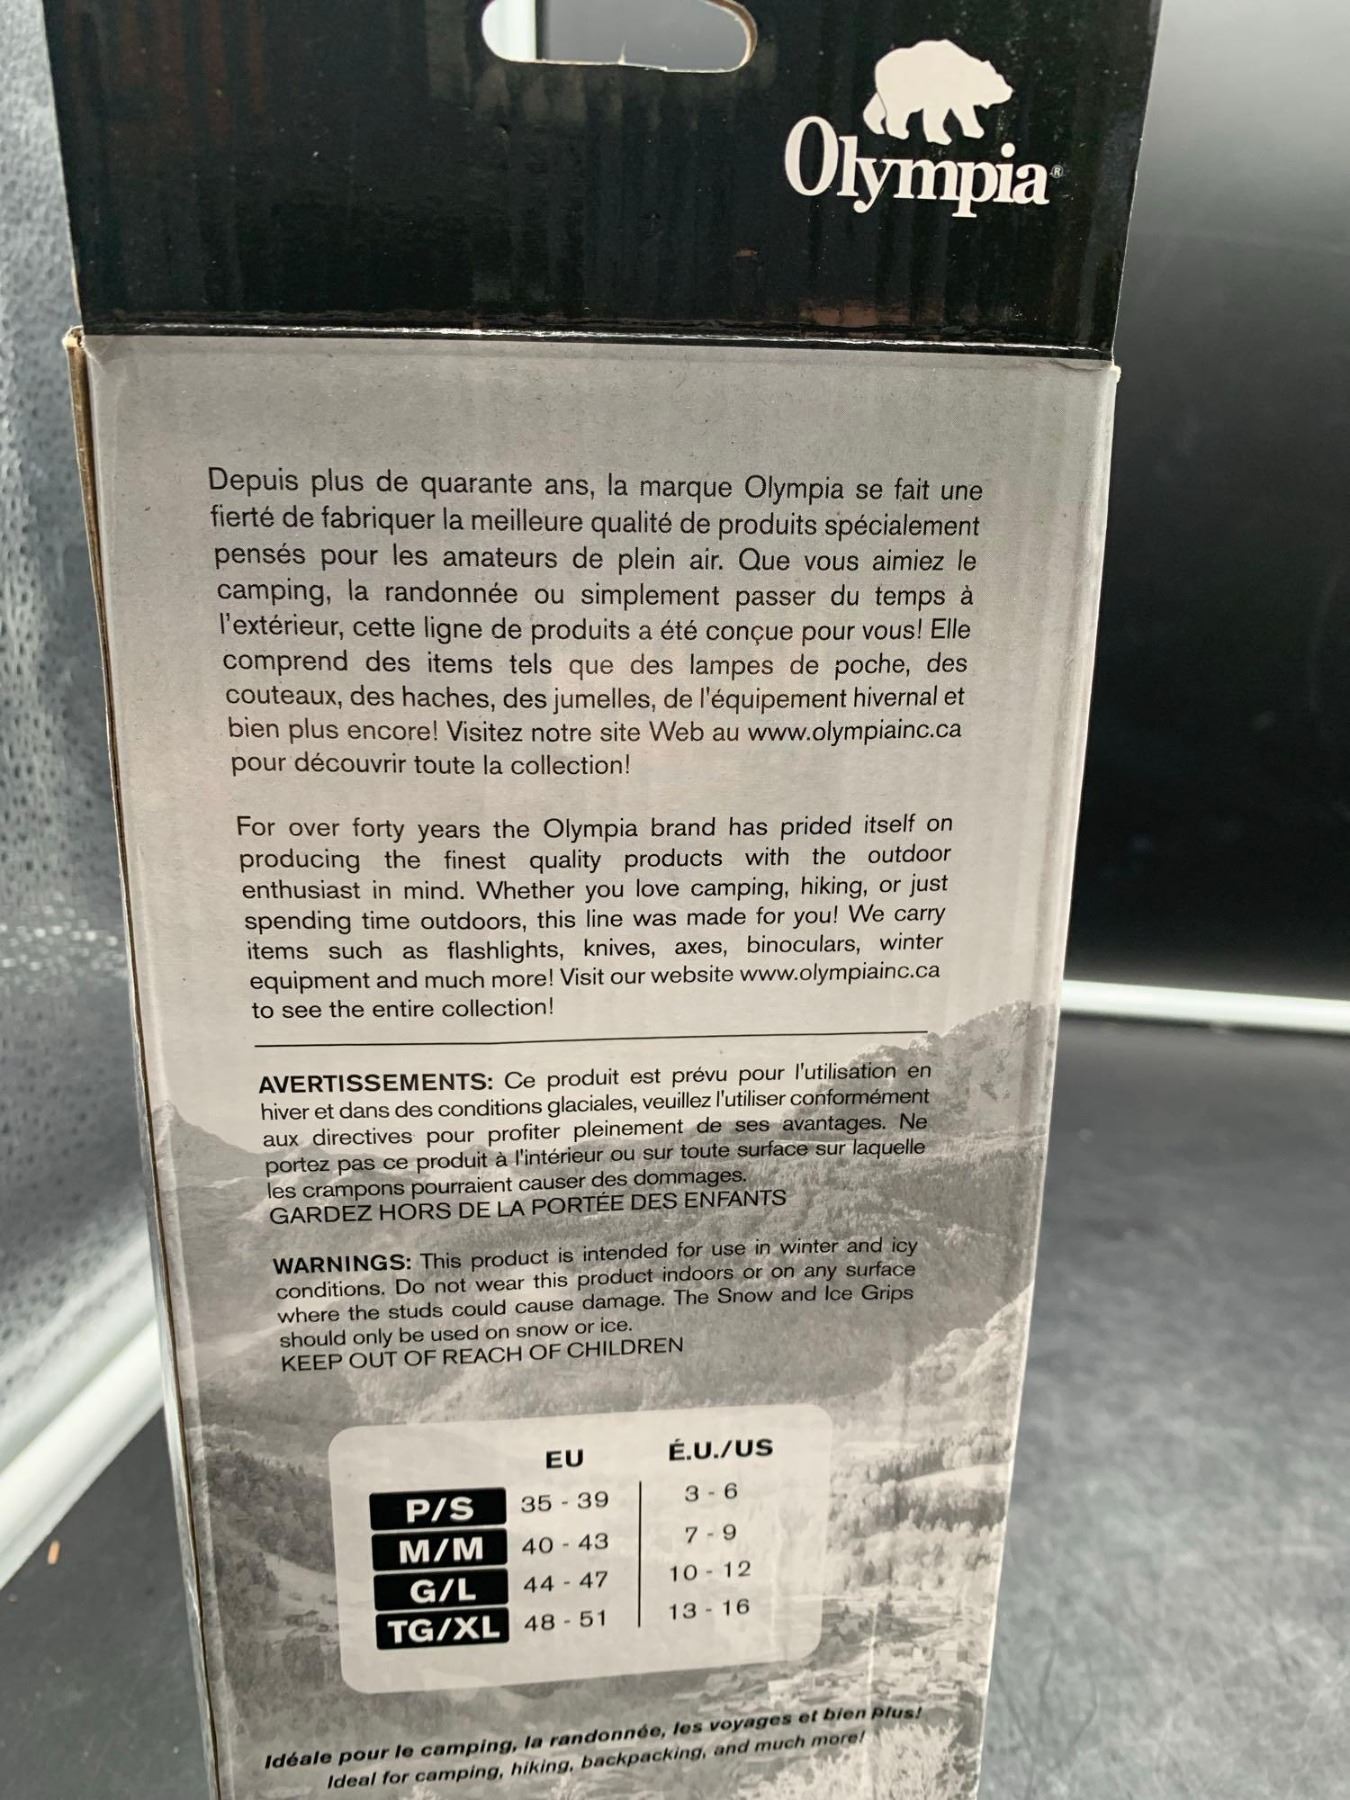 Olympia®
Depuis plus de quarante ans, la marque Olympia se fait une
fierté de fabriquer la meilleure qualité de produits spécialement
pensés pour les amateurs de plein air. Que vous aimiez le
camping, la randonnée ou simplement passer du temps à
l'extérieur, cette ligne de produits a été conçue pour vous! Elle
comprend des items tels que des lampes de poche, des
couteaux, des haches, des jumelles, de l'équipement hivernal et
bien plus encore! Visitez notre site Web au www.olympiainc.ca
pour découvrir toute la collection!
For over forty years the Olympia brand has prided itself on
producing the finest quality products with the outdoor
enthusiast in mind. Whether you love camping, hiking, or just
spending time outdoors, this line was made for you! We carry
items such as flashlights, knives, axes, binoculars, winter
equipment and much more! Visit our website www.olympiainc.ca
to see the entire collection!
AVERTISSEMENTS: Ce produit est prévu pour l'utilisation en
hiver et dans des conditions glaciales, veuillez l'utiliser conformément
aux directives pour profiter pleinement de ses avantages. Ne
portez pas ce produit à l'intérieur ou sur toute surface sur laquelle
les crampons pourraient causer des dommages.
GARDEZ HORS DE LA PORTÉE DES ENFANTS
WARNINGS: This product is intended for use in winter and icy
conditions. Do not wear this product indoors or on any surface
where the studs could cause damage. The Snow and Ice Grips
should only be used on snow or ice.
KEEP OUT OF REACH OF CHILDREN
EU É.U./US
P/S 35 - 39 3 - 6
M/M 40 - 43 7 - 9
G/L 44 - 47 10 - 12
TG/XL 48 - 51 13 - 16
Idéale pour le camping, la randonnée, les voyages et bien plus!
Ideal for camping, hiking, backpacking, and much more!